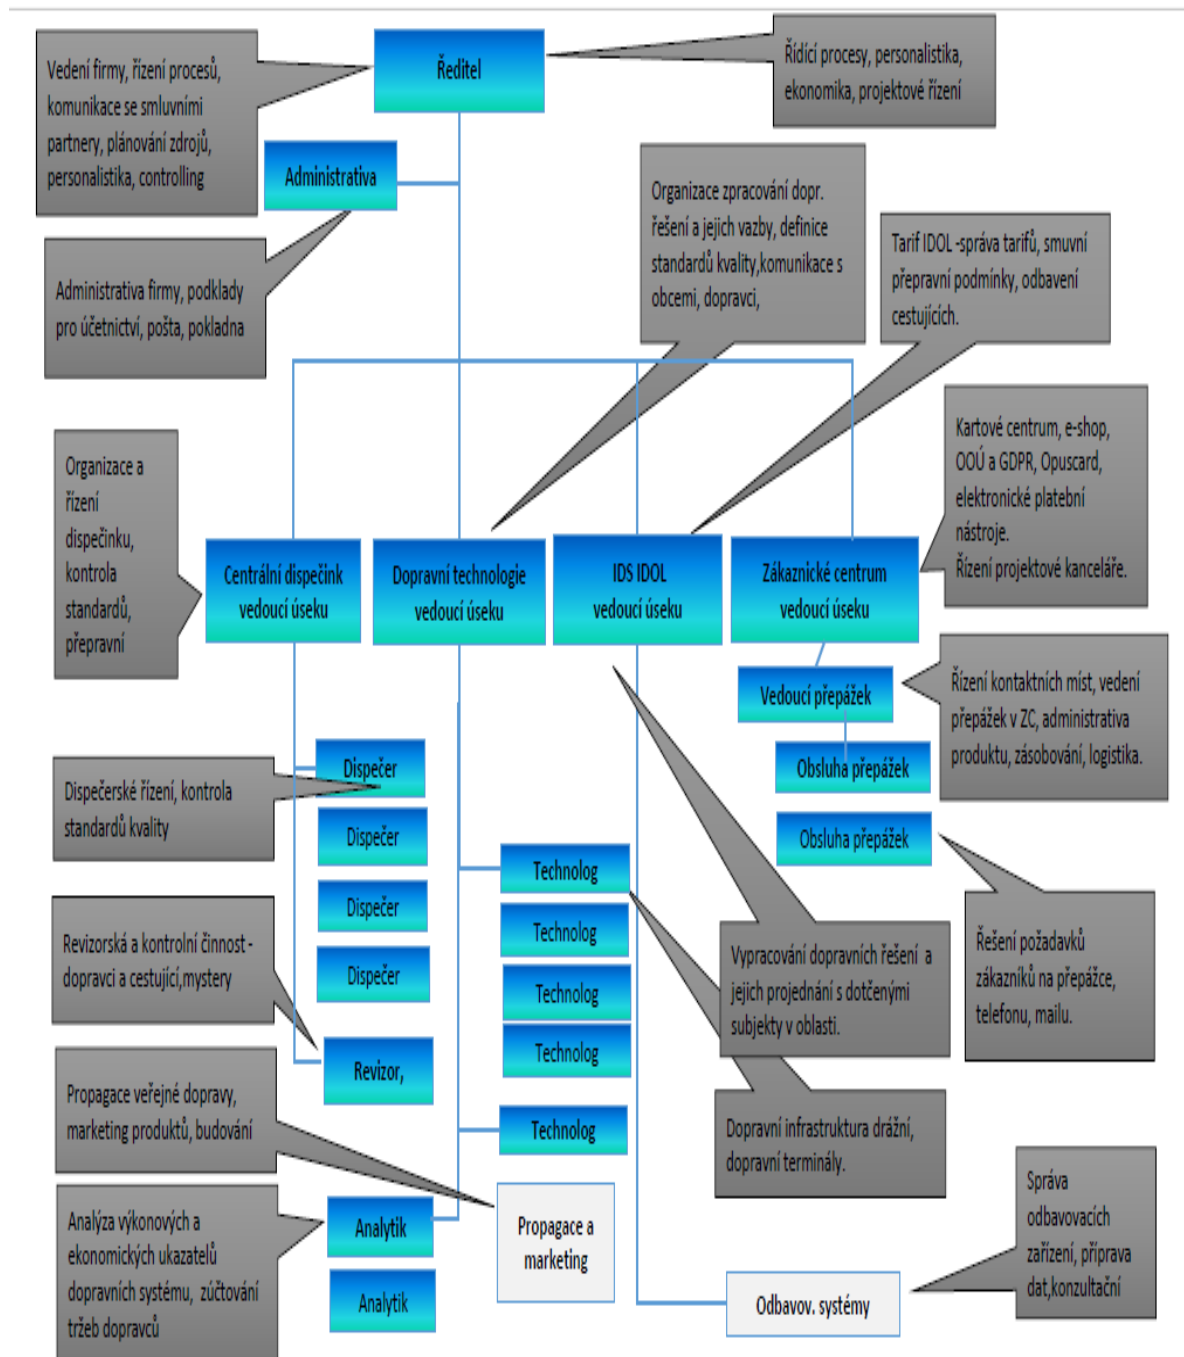 Ředitel
Vedení firmy, řízení procesů,
komunikace se smluvními
partnery, plánování zdrojů,
personalistika, controlling
Řídící procesy, personalistika,
ekonomika, projektové řízení
Administrativa
Administrativa firmy, podklady
pro účetnictví, pošta, pokladna
Organizace zpracování dopr.
řešení a jejich vazby, definice
standardů kvality,komunikace s
obcemi, dopravci,
Tarif IDOL -správa tarifů, smuvní
přepravní podmínky, odbavení
cestujících.
Kartové centrum, e-shop,
OOÚ a GDPR, Opuscard,
elektronické platební
nástroje.
Řízení projektové kanceláře.
Organizace a
řízení
dispečinku,
kontrola
standardů,
přepravní
Centrální dispečink
vedoucí úseku
Dopravní technologie
vedoucí úseku
IDS IDOL
vedoucí úseku
Zákaznické centrum
vedoucí úseku
Vedoucí přepážek
Řízení kontaktních míst, vedení
přepážek v ZC, administrativa
produktu, zásobování, logistika.
Obsluha přepážek
Obsluha přepážek
Dispečer
Dispečer
Dispečer
Dispečer
Dispečerské řízení, kontrola
standardů kvality
Technolog
Technolog
Technolog
Technolog
Technolog
Revizorská a kontrolní činnost -
dopravci a cestující,mystery
Revizor,
Vypracování dopravních řešení  a
jejich projednání s dotčenými
subjekty v oblasti.
Řešení požadavků
zákazníků na přepážce,
telefonu, mailu.
Propagace veřejné dopravy,
marketing produktů, budování
Dopravní infrastruktura drážní,
dopravní terminály.
Analýza výkonových a
ekonomických ukazatelů
dopravních systému,  zúčtování
tržeb dopravců
Analytik
Analytik
Propagace a
marketing
Odbavov. systémy
Správa
odbavovacích
zařízení, příprava
dat,konzultační